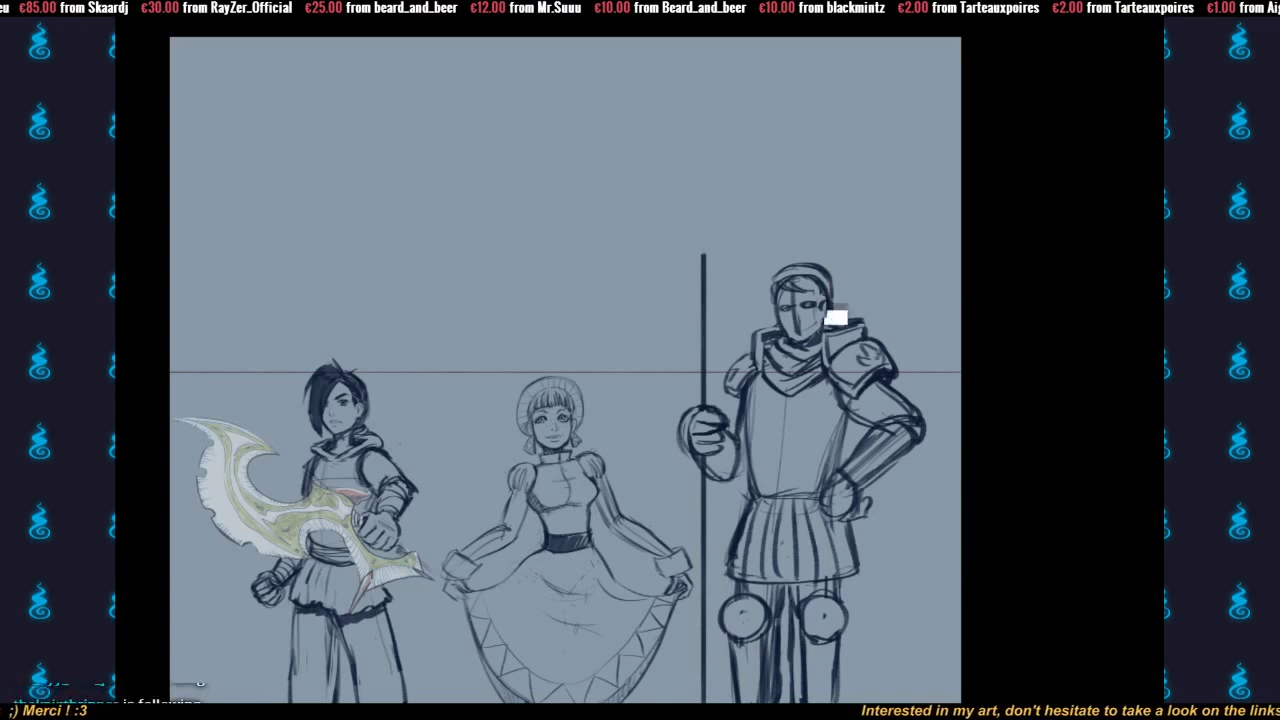 €85.00 from Skaardj €30.00 from RayZer_Official €25.00 from beard_and_beer €12.00 from Mr.Suuu €10.00 from Beard_and_beer €10.00 from blackmintz €2.00 from Tarteauxpoires €2.00 from Tarteauxpoires €1.00 from
is following
;) Merci ! :3 Interested in my art, don't hesitate to take a look on the links